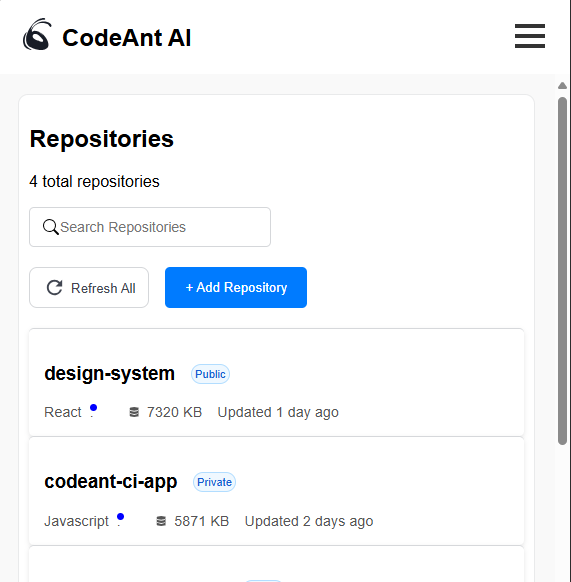 CodeAnt AI
Repositories
4 total repositories
Search Repositories
Refresh All + Add Repository
design-system Public
React . 7320 KB Updated 1 day ago
codeant-ci-app Private
Javascript . 5871 KB Updated 2 days ago